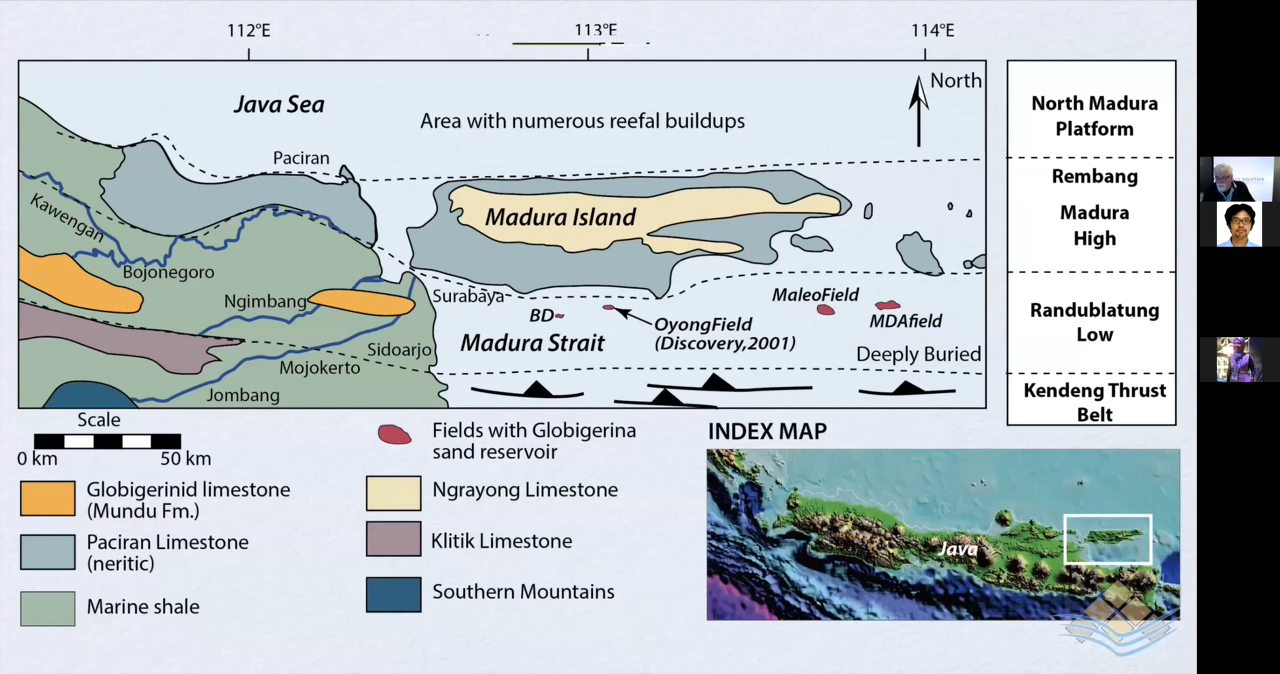 112°E
113°E
114°E
Java Sea
North
Area with numerous reefal buildups
Paciran
Kawengan
Madura Island
Bojonegoro
Ngimbang
Surabaya
BD
OyongField
(Discovery,2001)
MaleoField
MDAfield
Madura Strait
Sidoarjo
Mojokerto
Jombang
Deeply Buried
North Madura
Platform
Rembang
Madura
High
Randublatung
Low
Kendeng Thrust
Belt
Scale
0 km
50 km
Globigerinid limestone
(Mundu Fm.)
Paciran Limestone
(neritic)
Marine shale
Fields with Globigerina
sand reservoir
Ngrayong Limestone
Klitik Limestone
Southern Mountains
INDEX MAP
Java